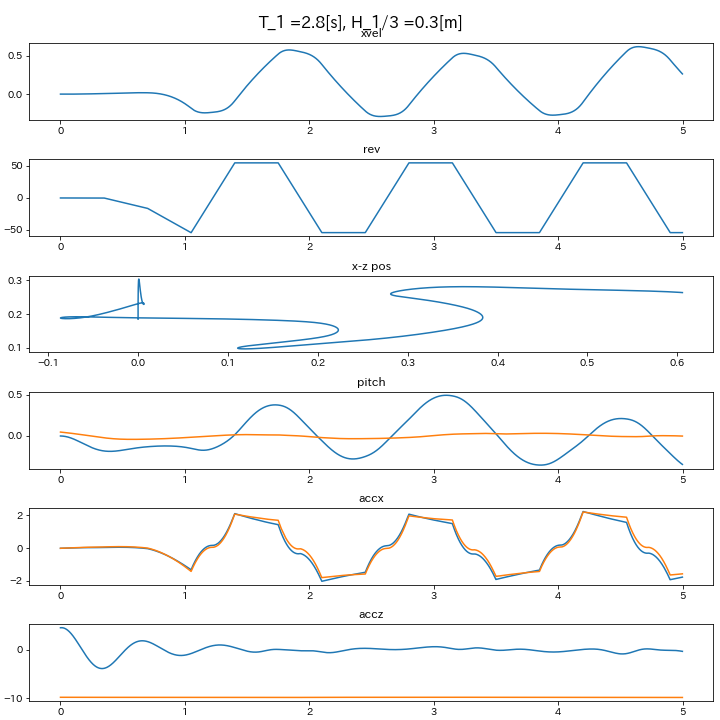 T_1 =2.8[s], H_1/3 =0.3[m]
xvel
0.5
0.0
0 1 2 3 4 5
rev
50
0
−50
0 1 2 3 4 5
x-z pos
0.3
0.2
0.1
−0.1 0.0 0.1 0.2 0.3 0.4 0.5 0.6
pitch
0.5
0.0
0 1 2 3 4 5
accx
2
0
−2
0 1 2 3 4 5
accz
0
−10
0 1 2 3 4 5